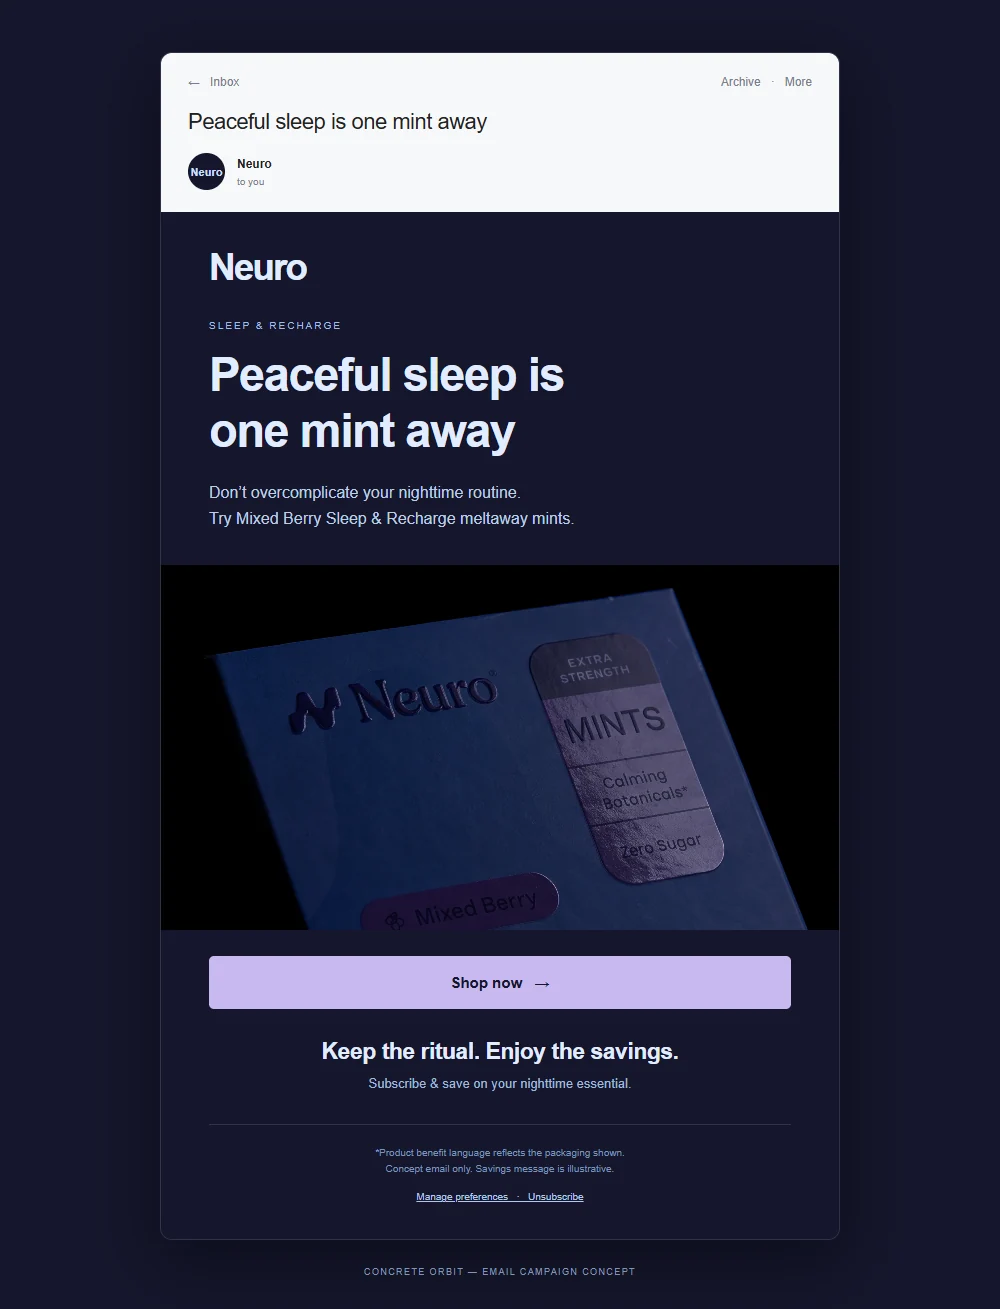 ← Inbox
Archive · More
Peaceful sleep is one mint away
Neuro
Neuro
to you
Neuro
SLEEP & RECHARGE
Peaceful sleep is
one mint away
Don’t overcomplicate your nighttime routine.
Try Mixed Berry Sleep & Recharge meltaway mints.
Neuro®
EXTRA
STRENGTH
MINTS
Calming
Botanicals*
Zero Sugar
Mixed Berry
Shop now →
Keep the ritual. Enjoy the savings.
Subscribe & save on your nighttime essential.
*Product benefit language reflects the packaging shown.
Concept email only. Savings message is illustrative.
Manage preferences · Unsubscribe
CONCRETE ORBIT — EMAIL CAMPAIGN CONCEPT